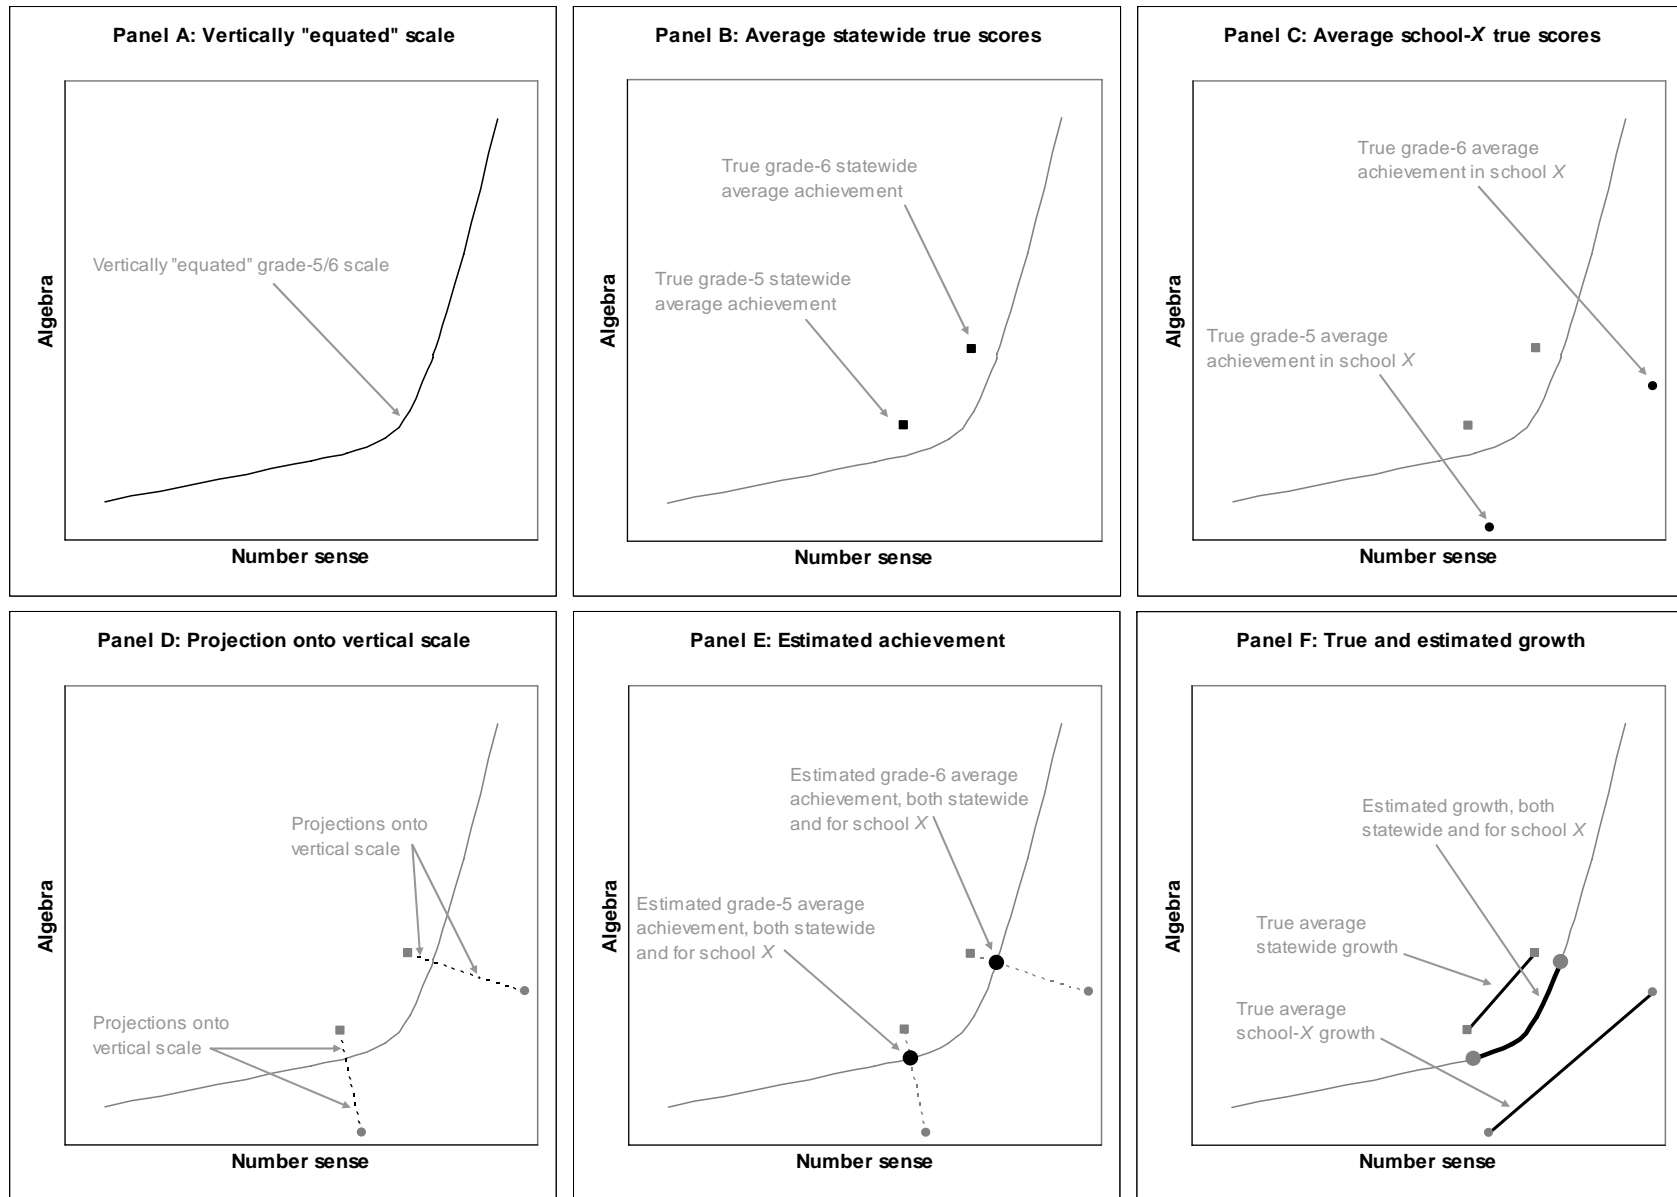 Panel A: Vertically "equated" scale
Vertically "equated" grade-5/6 scale
Algebra
Number sense
Panel B: Average statewide true scores
True grade-6 statewide
average achievement
True grade-5 statewide
average achievement
Algebra
Number sense
Panel C: Average school-X true scores
True grade-6 average
achievement in school X
True grade-5 average
achievement in school X
Algebra
Number sense
Panel D: Projection onto vertical scale
Projections onto
vertical scale
Projections onto
vertical scale
Algebra
Number sense
Panel E: Estimated achievement
Estimated grade-6 average
achievement, both statewide
and for school X
Estimated grade-5 average
achievement, both statewide
and for school X
Algebra
Number sense
Panel F: True and estimated growth
Estimated growth, both
statewide and for school X
True average
statewide growth
True average
school-X growth
Algebra
Number sense